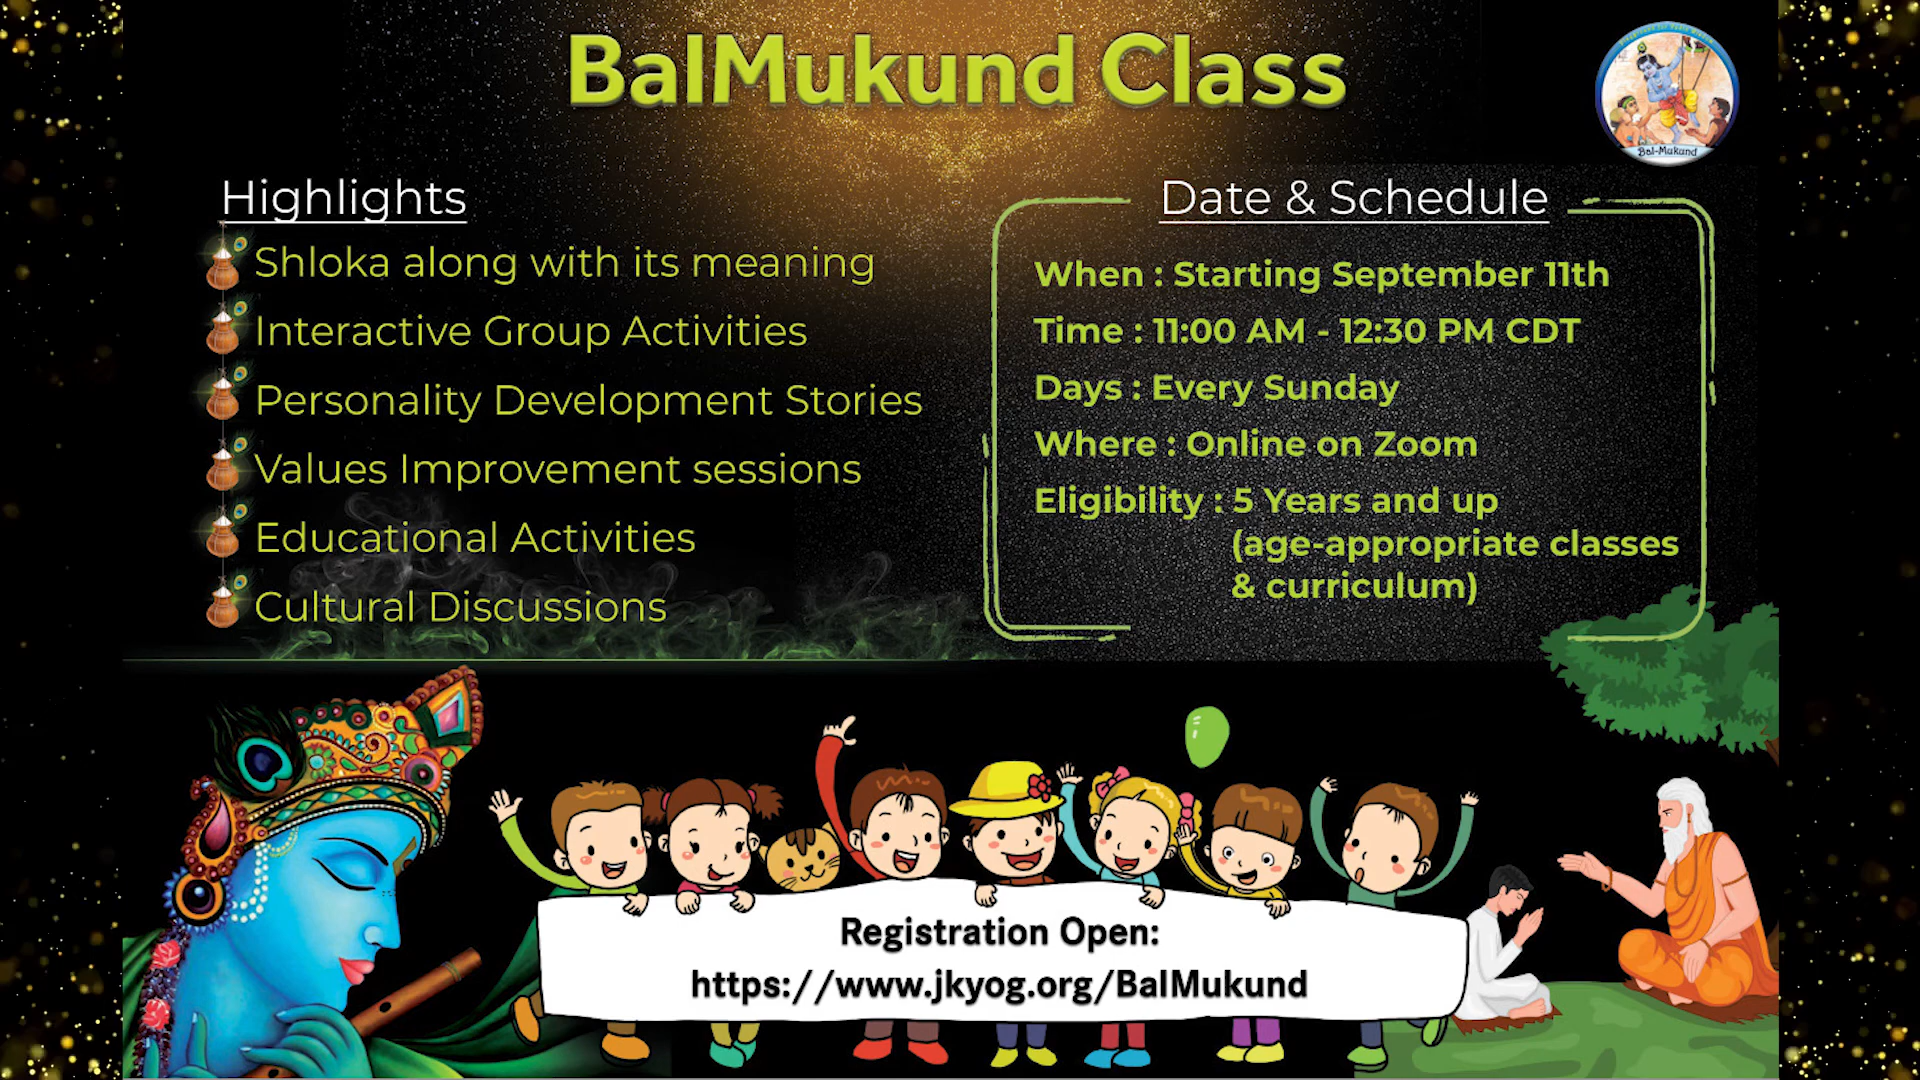 BalMukund Class
Bal-Mukund
Highlights
Shloka along with its meaning
Interactive Group Activities
Personality Development Stories
Values Improvement sessions
Educational Activities
Cultural Discussions
Date & Schedule
When : Starting September 11th
Time : 11:00 AM - 12:30 PM CDT
Days : Every Sunday
Where : Online on Zoom
Eligibility : 5 Years and up
(age-appropriate classes
& curriculum)
Registration Open:
https://www.jkyog.org/BalMukund